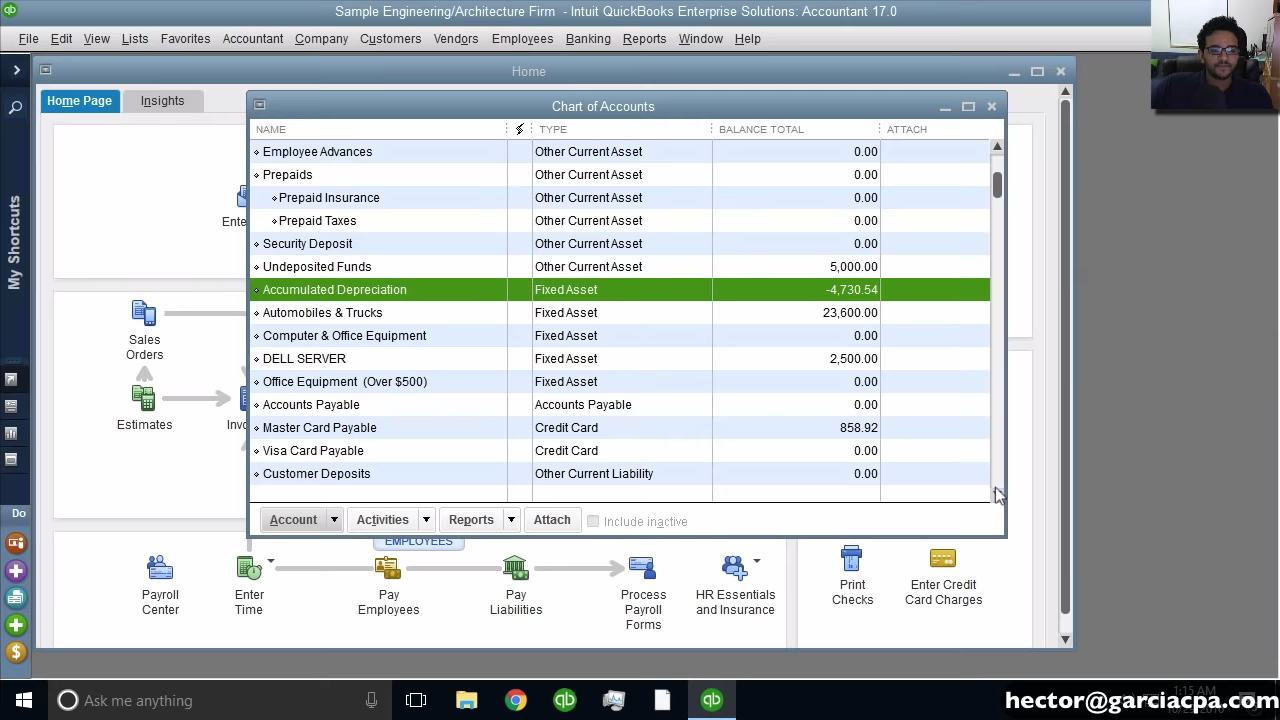 Sample Engineering/Architecture Firm - Intuit QuickBooks Enterprise Solutions: Accountant 17.0
File Edit View Lists Favorites Accountant Company Customers Vendors Employees Banking Reports Window Help
Home
Home Page Insights
My Shortcuts
Do
Chart of Accounts
NAME TYPE BALANCE TOTAL ATTACH
Employee Advances Other Current Asset 0.00
Prepaids Other Current Asset 0.00
Prepaid Insurance Other Current Asset 0.00
Prepaid Taxes Other Current Asset 0.00
Security Deposit Other Current Asset 0.00
Undeposited Funds Other Current Asset 5,000.00
Accumulated Depreciation Fixed Asset -4,730.54
Automobiles & Trucks Fixed Asset 23,600.00
Computer & Office Equipment Fixed Asset 0.00
DELL SERVER Fixed Asset 2,500.00
Office Equipment (Over $500) Fixed Asset 0.00
Accounts Payable Accounts Payable 0.00
Master Card Payable Credit Card 858.92
Visa Card Payable Credit Card 0.00
Customer Deposits Other Current Liability 0.00
Account Activities Reports Attach Include inactive
Sales
Orders
Estimates
EMPLOYEES
Payroll
Center
Enter
Time
Pay
Employees
Pay
Liabilities
Process
Payroll
Forms
HR Essentials
and Insurance
Print
Checks
Enter Credit
Card Charges
Ask me anything
1:15 AM
hector@garciacpa.com